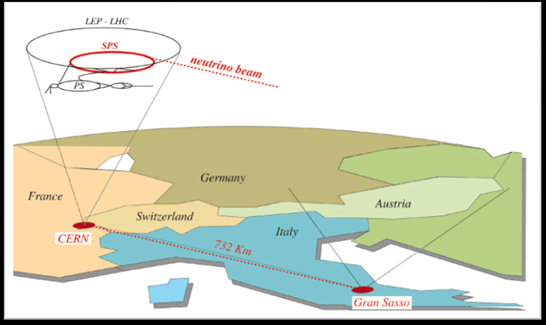 LEP - LHC
SPS
PS
neutrino beam
Germany
France
Austria
Switzerland
Italy
CERN
732 Km
Gran Sasso